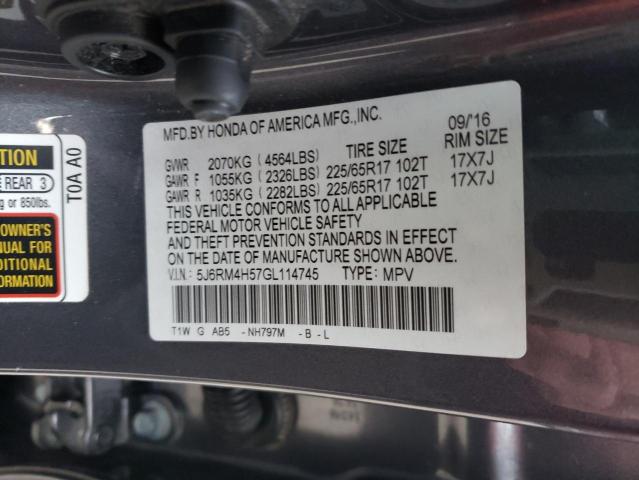 MFD.BY HONDA OF AMERICA MFG.,INC. 09/'16
TIRE SIZE RIM SIZE
GVWR 2070KG (4564LBS)
GAWR F 1055KG (2326LBS) 225/65R17 102T 17X7J
GAWR R 1035KG (2282LBS) 225/65R17 102T 17X7J
THIS VEHICLE CONFORMS TO ALL APPLICABLE
FEDERAL MOTOR VEHICLE SAFETY
AND THEFT PREVENTION STANDARDS IN EFFECT
ON THE DATE OF MANUFACTURE SHOWN ABOVE.
V.I.N: 5J6RM4H57GL114745 TYPE: MPV
T1W G AB5 -NH797M -B -L
T0A A0
REAR 3
g or 850lbs.
OWNER'S
NUAL FOR
DITIONAL
RMATION